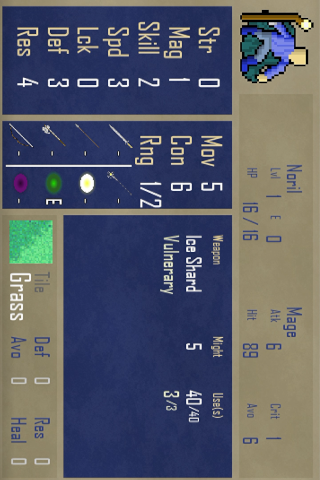 Noril Mage
Lvl 1 E 0 Atk 6 Crit 1
HP 16/16 Hit 89 Avo 6
Str 0
Mag 1
Skill 2
Spd 3
Lck 0
Def 3
Res 4
Mov 5
Con 6
Rng 1/2
- -
- -
- E
- -
Weapon Might Use(s)
Ice Shard 5 40/40
Vulnerary 3/3
Tile Def 0 Res 0
Grass Avo 0 Heal 0